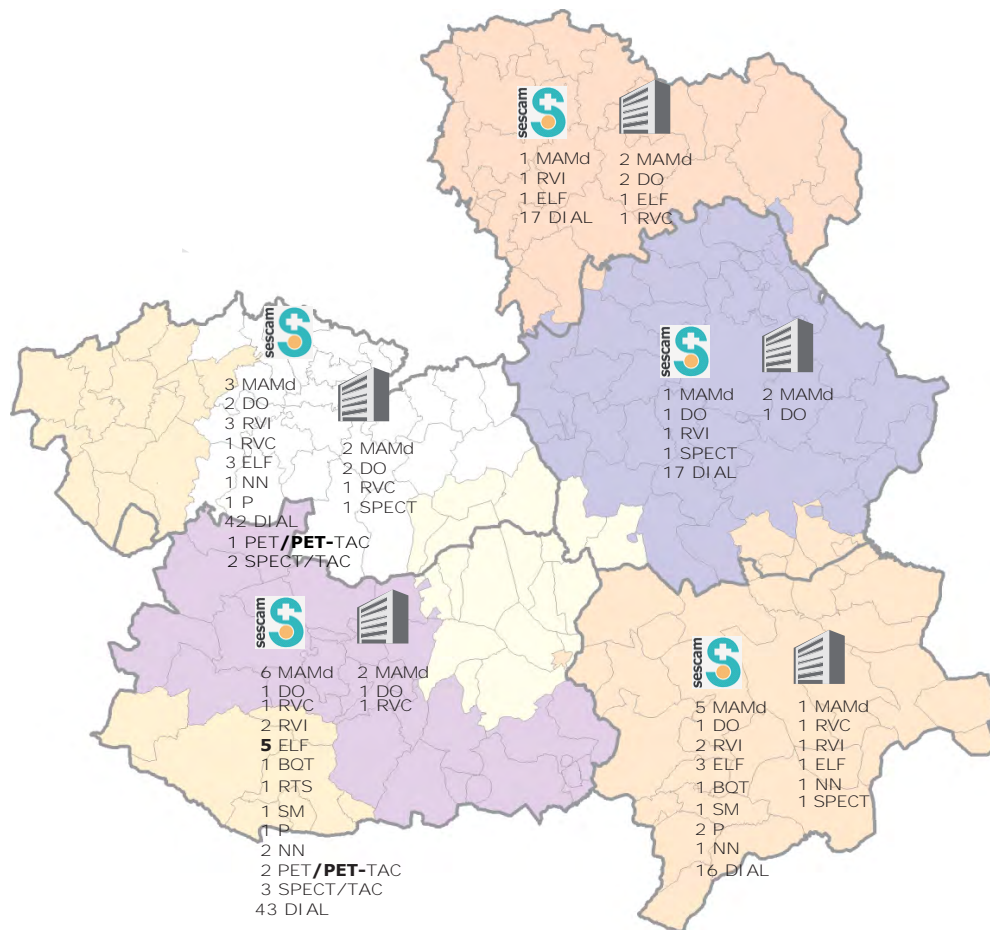 sescam
1 MAMd
1 RVI
1 ELF
17 DIAL
2 MAMd
2 DO
1 ELF
1 RVC
sescam
3 MAMd
2 DO
3 RVI
1 RVC
3 ELF
1 NN
1 P
42 DIAL
1 PET/PET-TAC
2 SPECT/TAC
2 MAMd
2 DO
1 RVC
1 SPECT
sescam
1 MAMd
1 DO
1 RVI
1 SPECT
17 DIAL
2 MAMd
1 DO
sescam
6 MAMd
1 DO
1 RVC
2 RVI
5 ELF
1 BQT
1 RTS
1 SM
1 P
2 NN
2 PET/PET-TAC
3 SPECT/TAC
43 DIAL
2 MAMd
1 DO
1 RVC
sescam
5 MAMd
1 DO
2 RVI
3 ELF
1 BQT
1 SM
2 P
1 NN
16 DIAL
1 MAMd
1 RVC
1 RVI
1 ELF
1 NN
1 SPECT